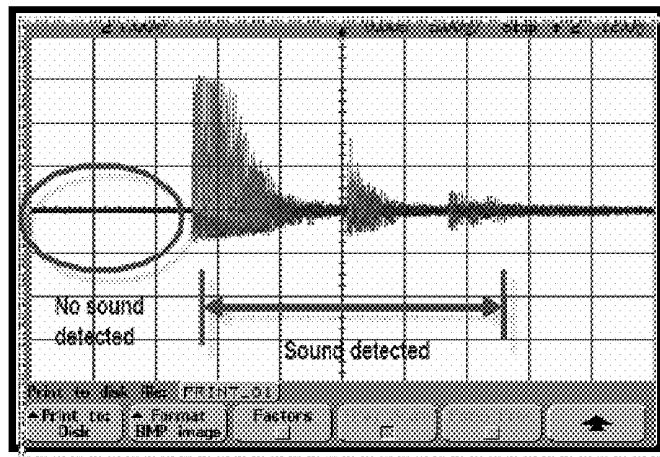 No sound
detected
Sound detected
Print to disk file: PRINT_01
Print to: Format Factors
Disk BMP image